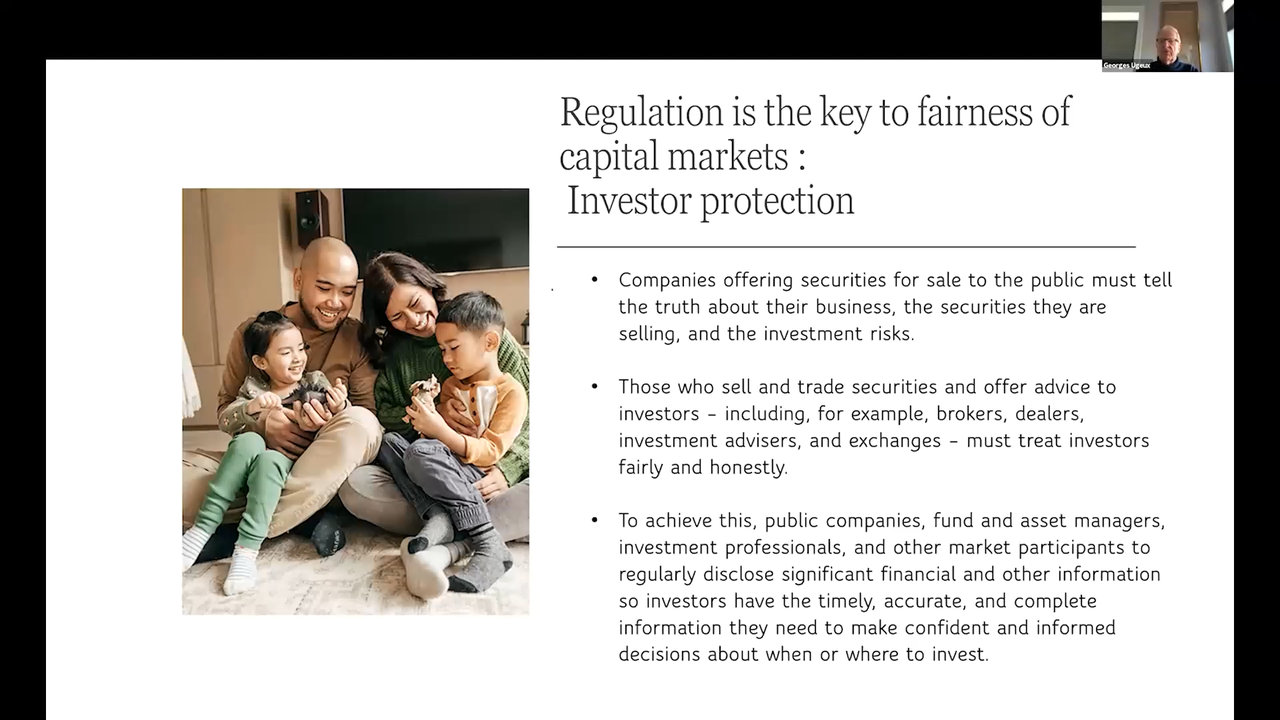 Georges Ugeux
Regulation is the key to fairness of
capital markets :
Investor protection
• Companies offering securities for sale to the public must tell
the truth about their business, the securities they are
selling, and the investment risks.
• Those who sell and trade securities and offer advice to
investors – including, for example, brokers, dealers,
investment advisers, and exchanges – must treat investors
fairly and honestly.
• To achieve this, public companies, fund and asset managers,
investment professionals, and other market participants to
regularly disclose significant financial and other information
so investors have the timely, accurate, and complete
information they need to make confident and informed
decisions about when or where to invest.